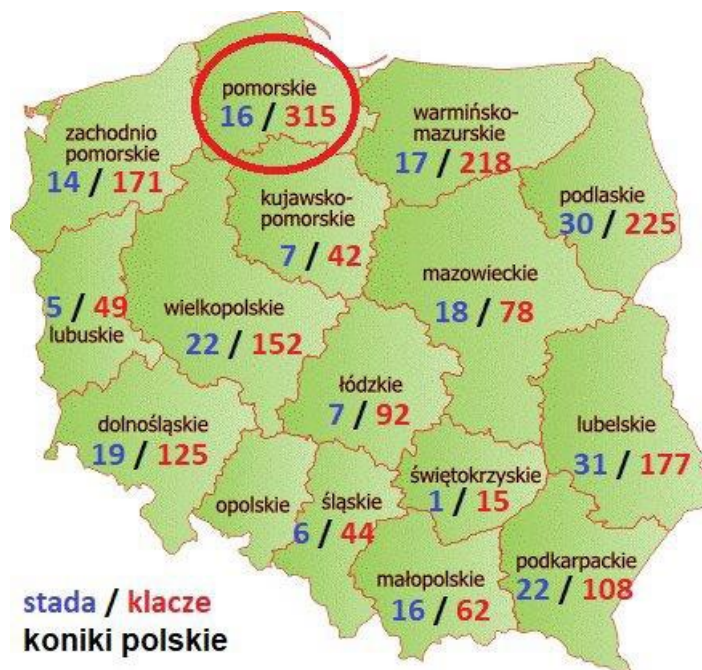 pomorskie
16 / 315
warmińsko-
mazurskie
17 / 218
zachodnio
pomorskie
14 / 171
podlaskie
30 / 225
kujawsko-
pomorskie
7 / 42
mazowieckie
18 / 78
5 / 49
lubuskie
wielkopolskie
22 / 152
łódzkie
7 / 92
dolnośląskie
19 / 125
lubelskie
31 / 177
świętokrzyskie
1 / 15
opolskie
śląskie
6 / 44
małopolskie
16 / 62
podkarpackie
22 / 108
stada / klacze
koniki polskie